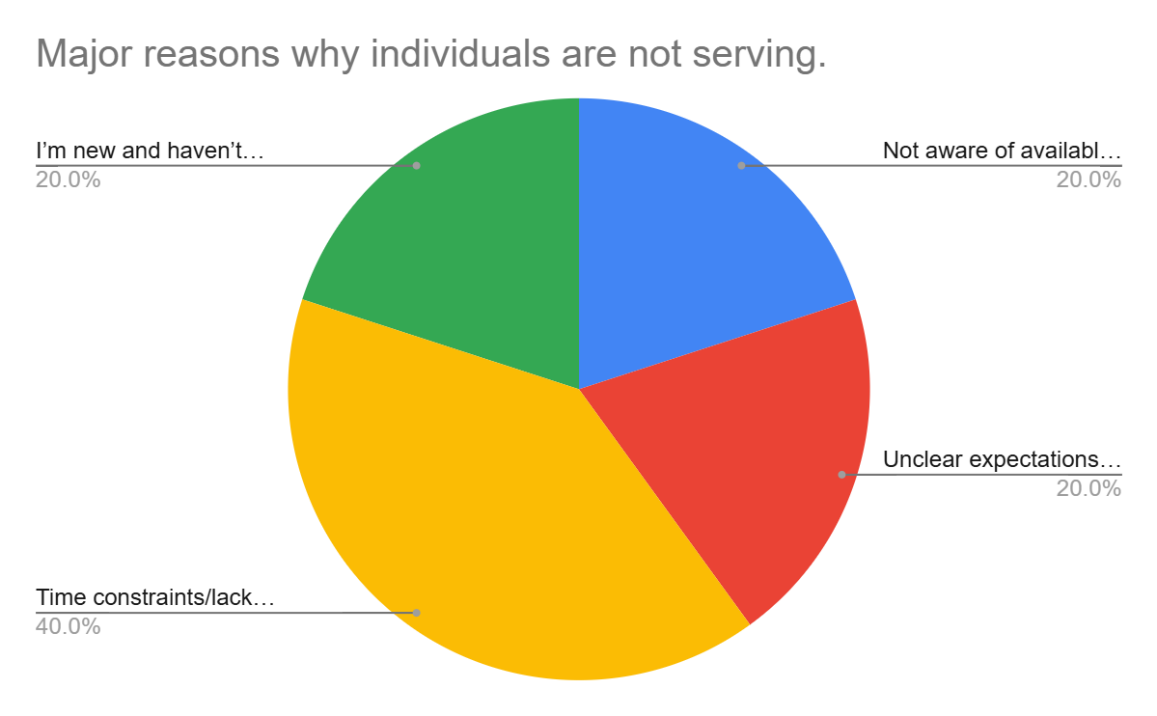 Major reasons why individuals are not serving.
I’m new and haven’t…
20.0%
Not aware of availabl…
20.0%
Unclear expectations…
20.0%
Time constraints/lack…
40.0%